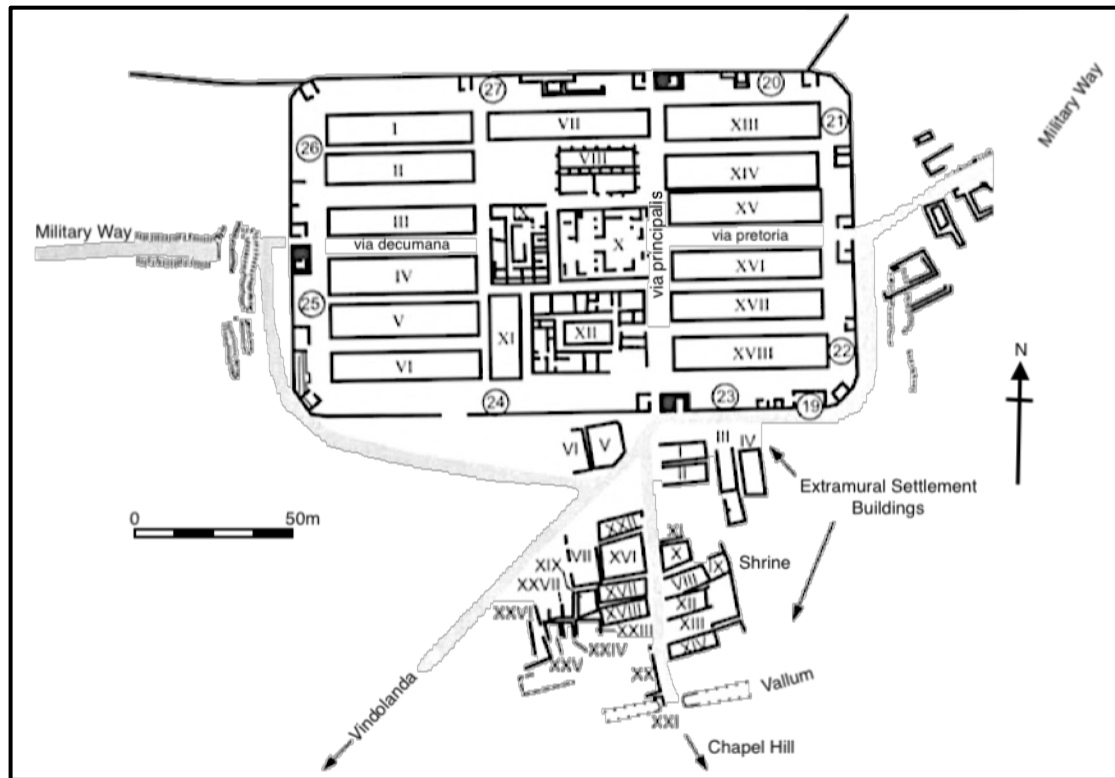 20
27
21
Military Way
I
VII
XIII
26
VIII
II
XIV
III
XV
Military Way
via decumana
X
via principalis
via pretoria
IV
XVI
25
V
XI
XII
XVII
VI
XVIII
22
N
24
23
19
VI
V
I
II
III
IV
Extramural Settlement
Buildings
0
50m
XXII
XI
VII
XVI
X
XIX
VIII
IX
Shrine
XXVII
XVII
XII
XXVI
XVIII
XIII
XXIII
XIV
XXIV
XXV
XX
Vallum
XXI
Vindolanda
Chapel Hill